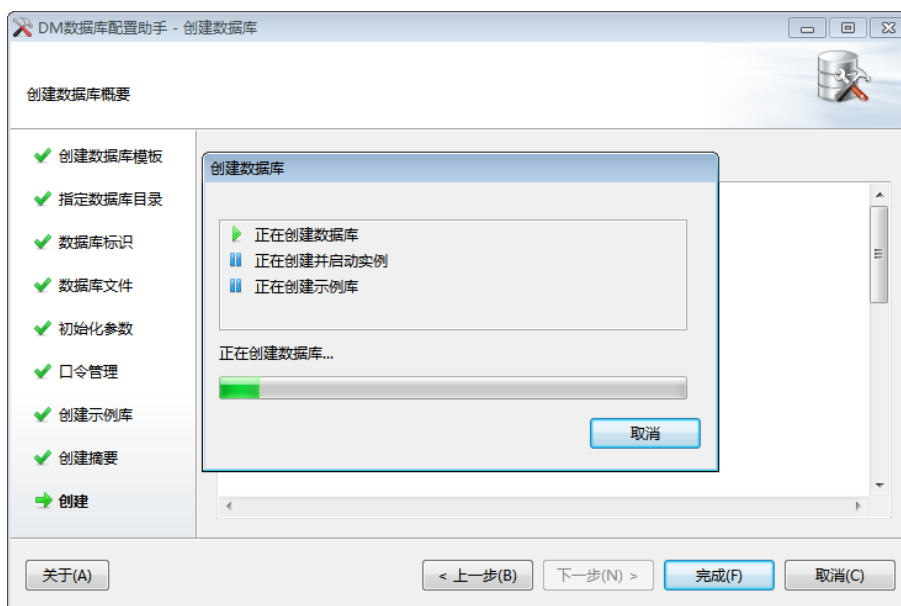 DM数据库配置助手 - 创建数据库
创建数据库概要
创建数据库模板
指定数据库目录
数据库标识
数据库文件
初始化参数
口令管理
创建示例库
创建摘要
创建
创建数据库
正在创建数据库
正在创建并启动实例
正在创建示例库
正在创建数据库...
取消
关于(A)
< 上一步(B)
下一步(N) >
完成(F)
取消(C)